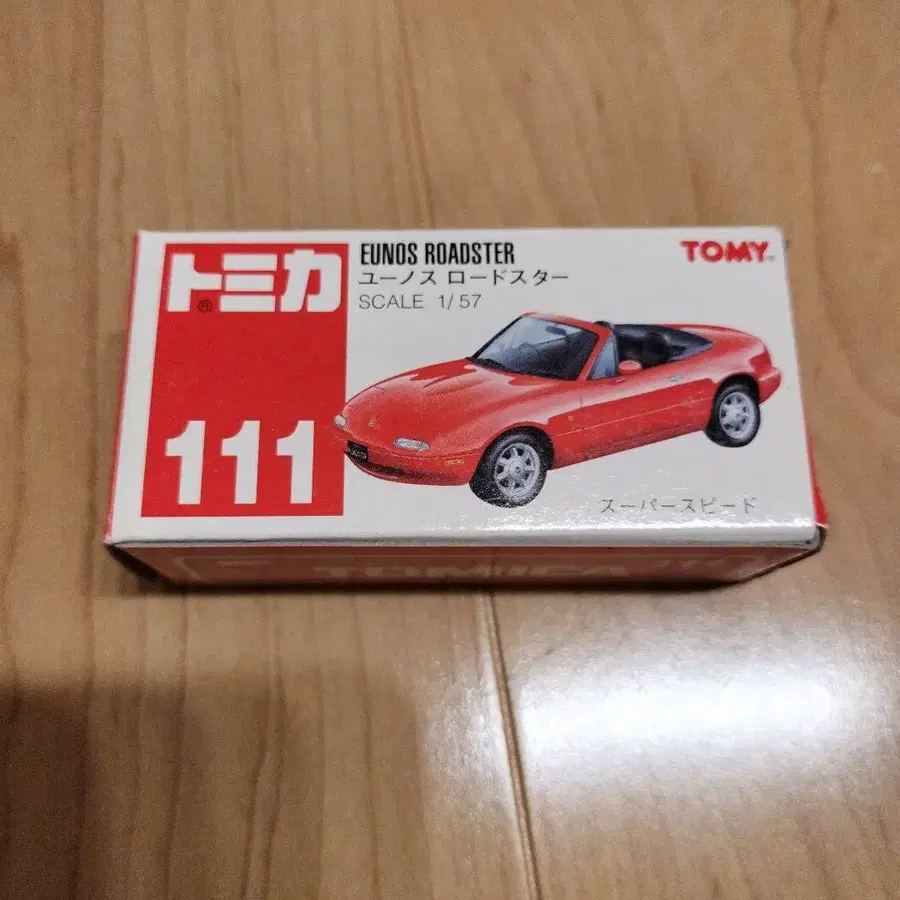 トミカ®
111
EUNOS ROADSTER
ユーノス ロードスター
SCALE 1/57
TOMY®
スーパースピード
TOMICA